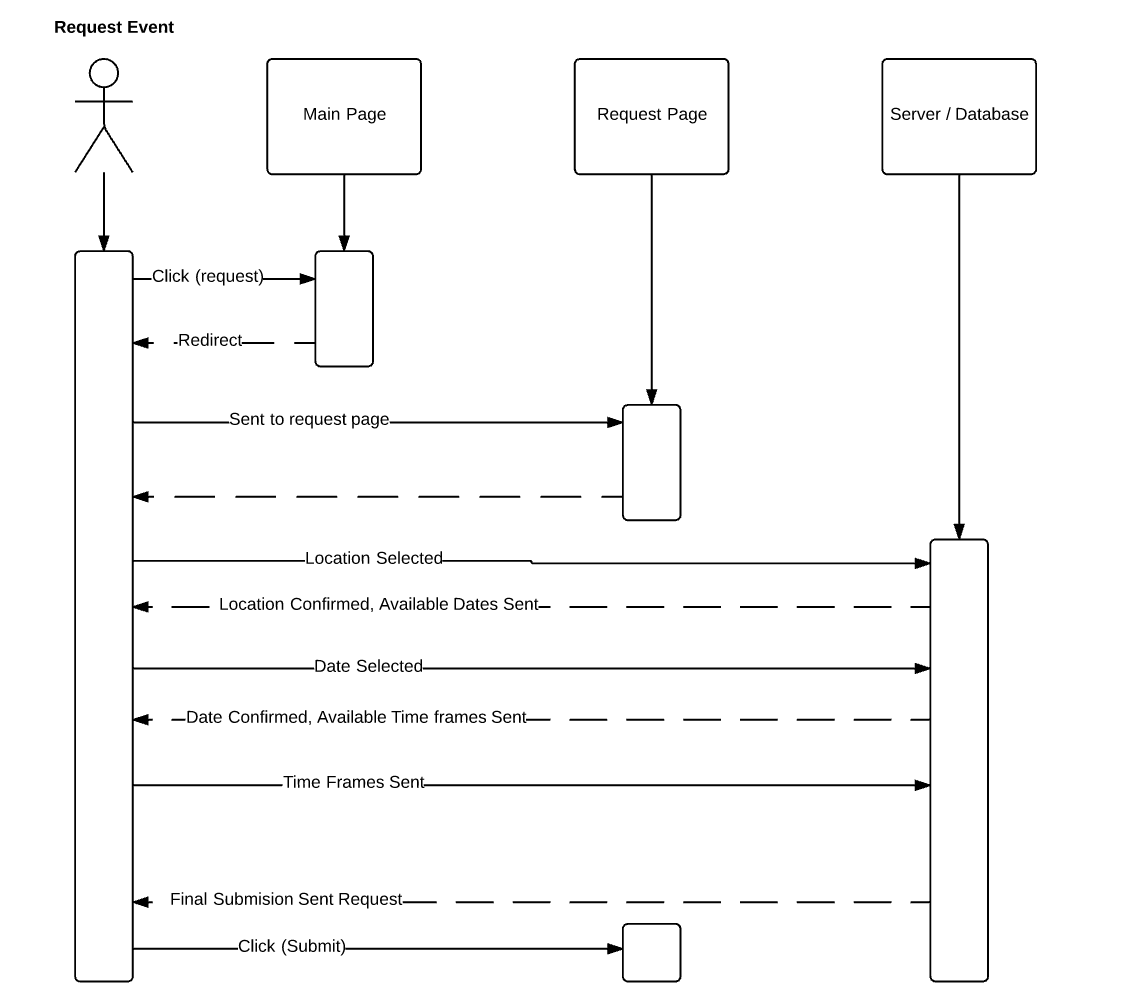 Request Event
Main Page
Request Page
Server / Database
Click (request)
Redirect
Sent to request page
Location Selected
Location Confirmed, Available Dates Sent
Date Selected
Date Confirmed, Available Time frames Sent
Time Frames Sent
Final Submision Sent Request
Click (Submit)